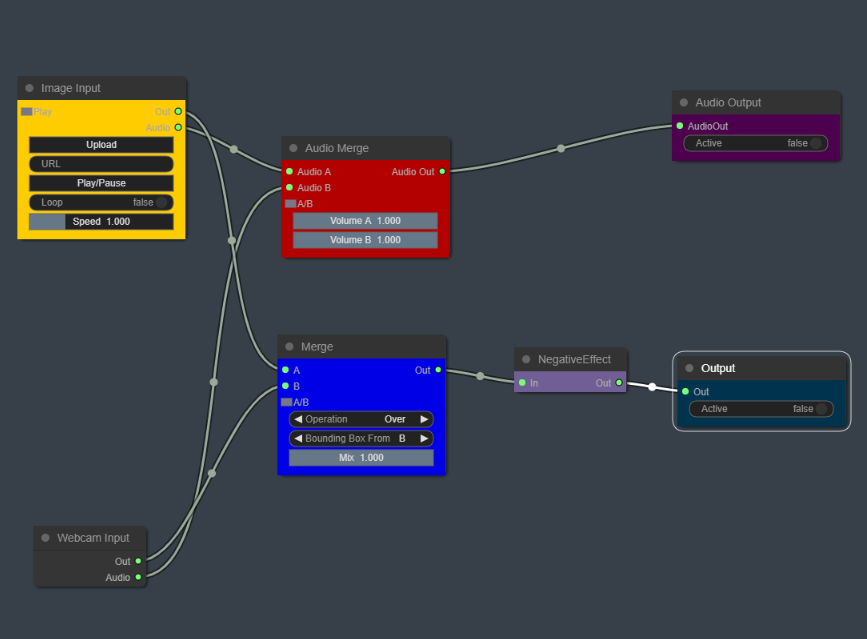 Image Input
Play Out
Audio
Upload
URL
Play/Pause
Loop false
Speed 1.000
Audio Merge
Audio A Audio Out
Audio B
A/B
Volume A 1.000
Volume B 1.000
Audio Output
AudioOut
Active false
Merge
A Out
B
A/B
◀ Operation Over ▶
◀ Bounding Box From B ▶
Mix 1.000
NegativeEffect
In Out
Output
Out
Active false
Webcam Input
Out
Audio